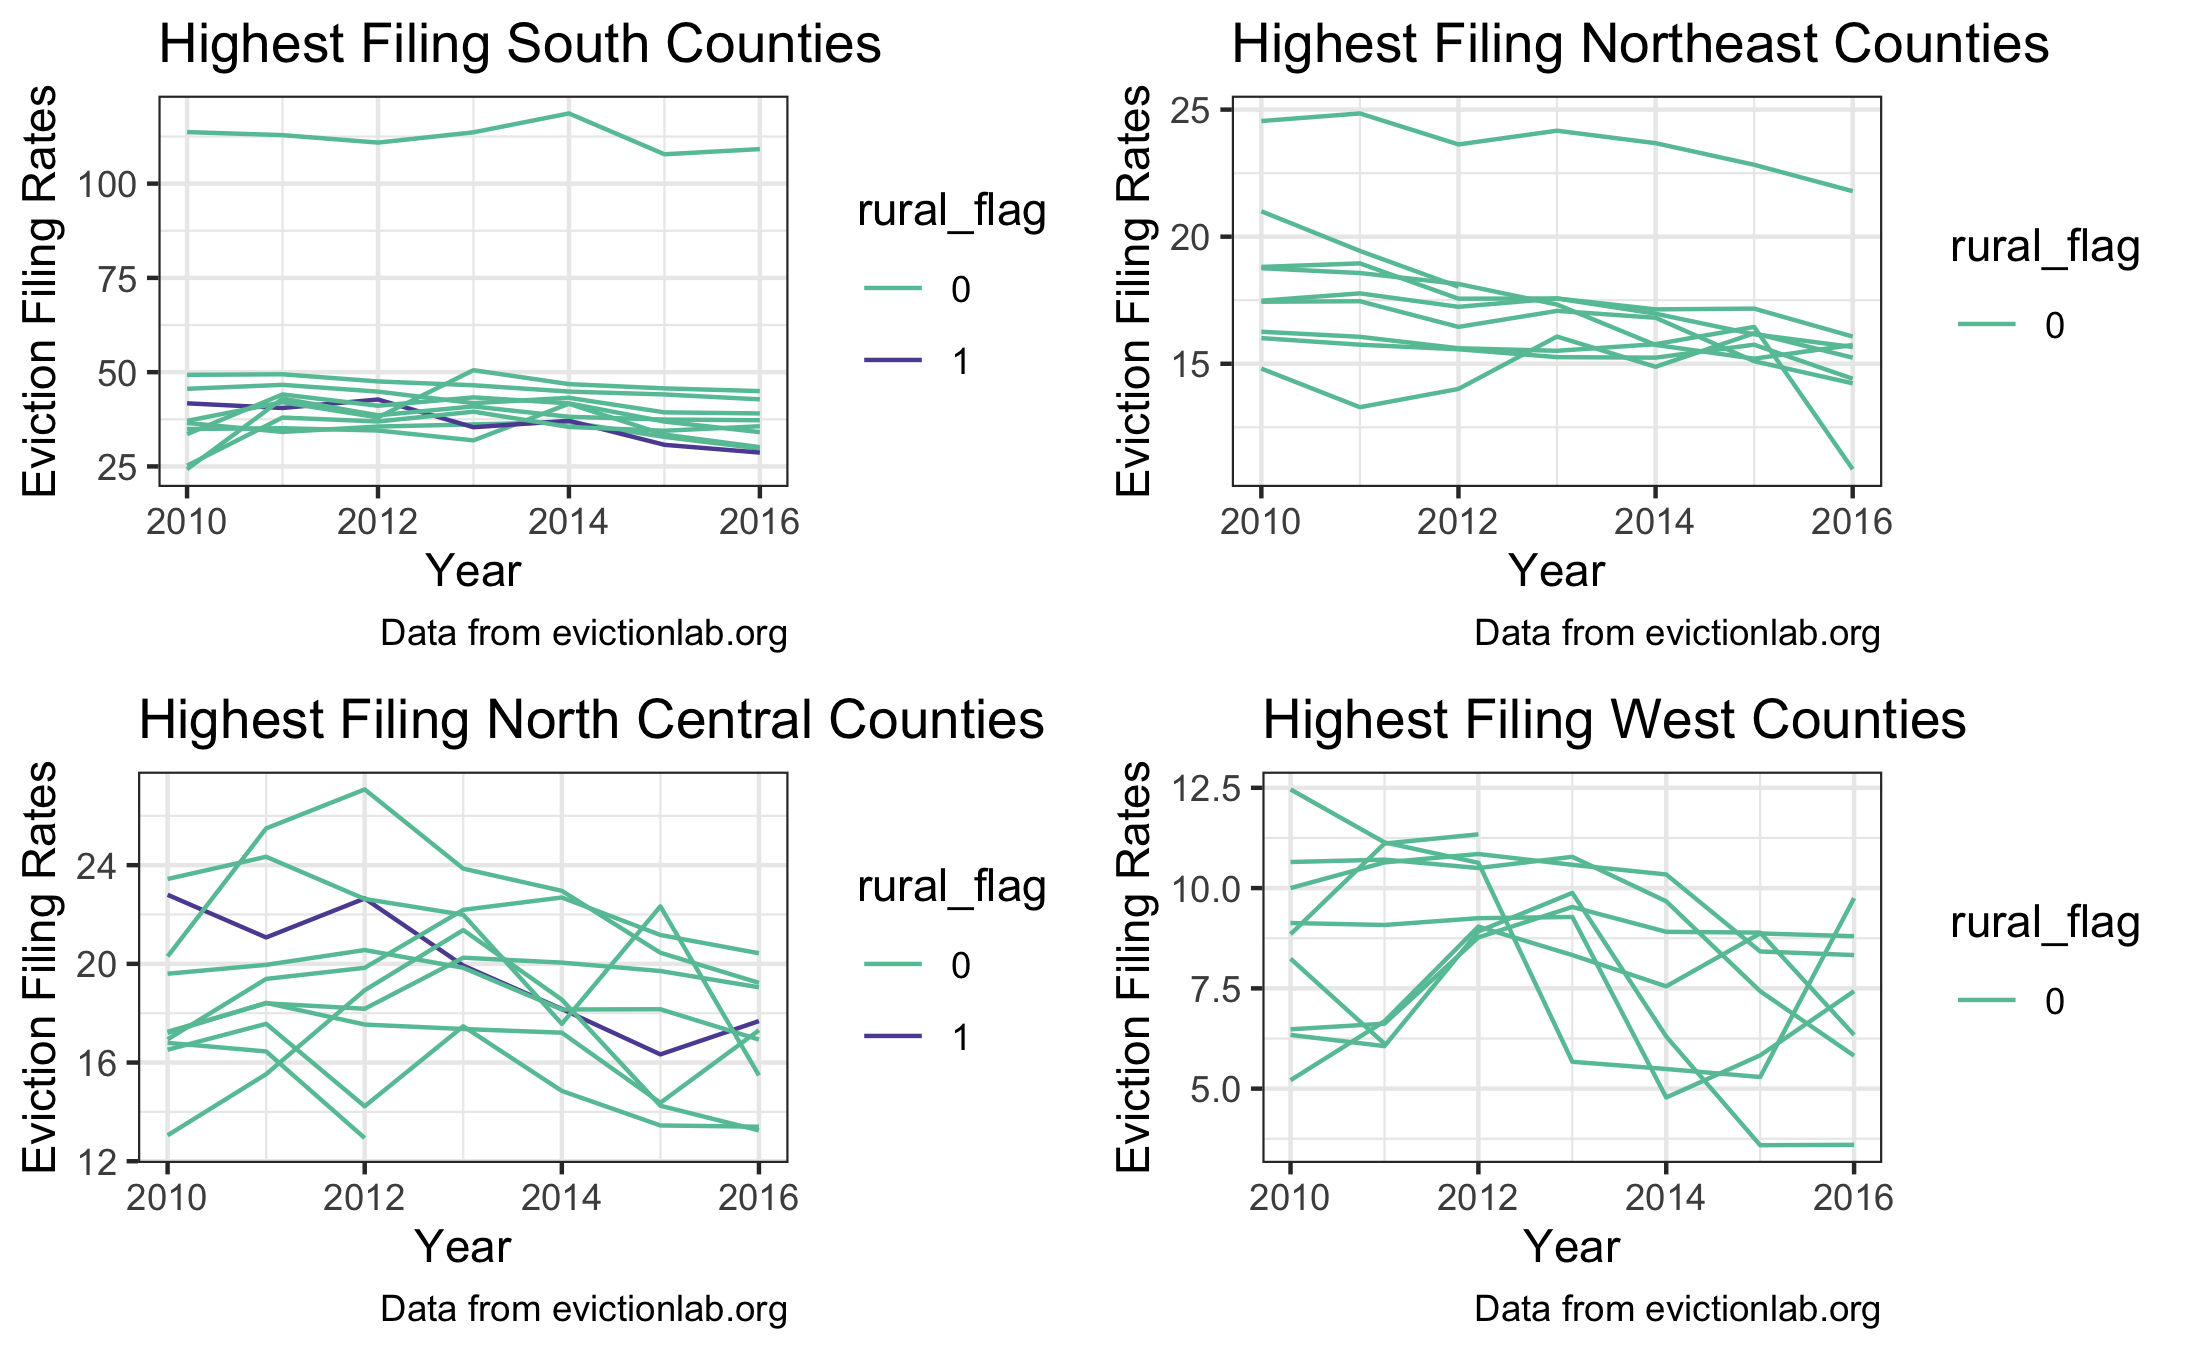 Highest Filing South Counties
Eviction Filing Rates
100
75
50
25
2010 2012 2014 2016
Year
rural_flag
0
1
Data from evictionlab.org
Highest Filing Northeast Counties
Eviction Filing Rates
25
20
15
2010 2012 2014 2016
Year
rural_flag
0
Data from evictionlab.org
Highest Filing North Central Counties
Eviction Filing Rates
24
20
16
12
2010 2012 2014 2016
Year
rural_flag
0
1
Data from evictionlab.org
Highest Filing West Counties
Eviction Filing Rates
12.5
10.0
7.5
5.0
2010 2012 2014 2016
Year
rural_flag
0
Data from evictionlab.org